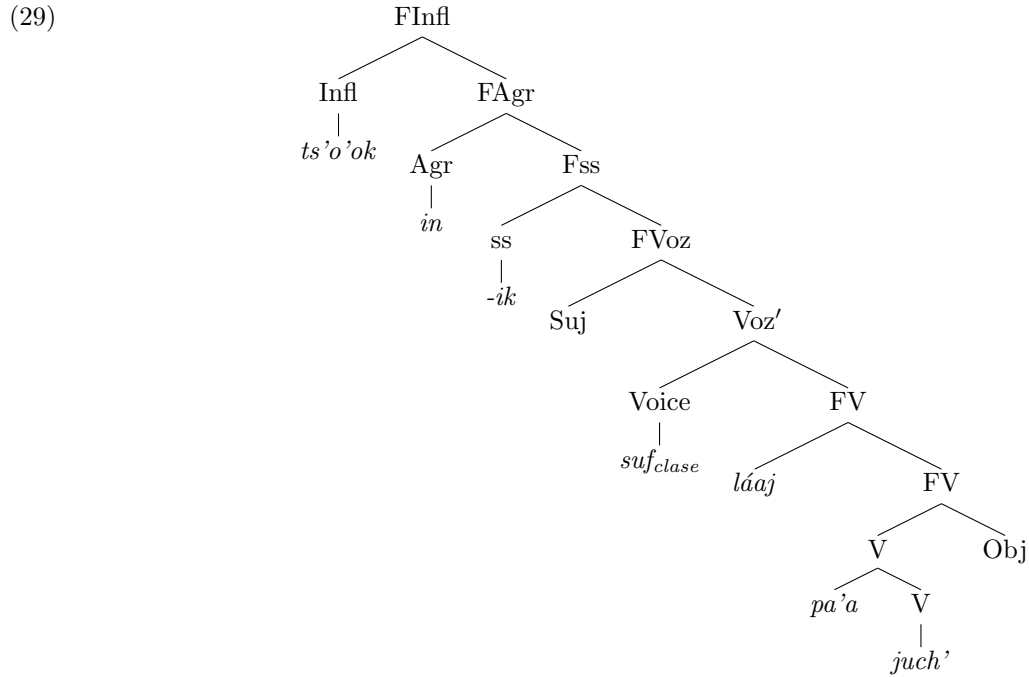 (29) FInfl
Infl FAgr
ts’o’ok
Agr Fss
in
ss FVoz
-ik
Suj Voz′
Voice FV
suf_clase
láaj FV
V Obj
pa’a V
juch’